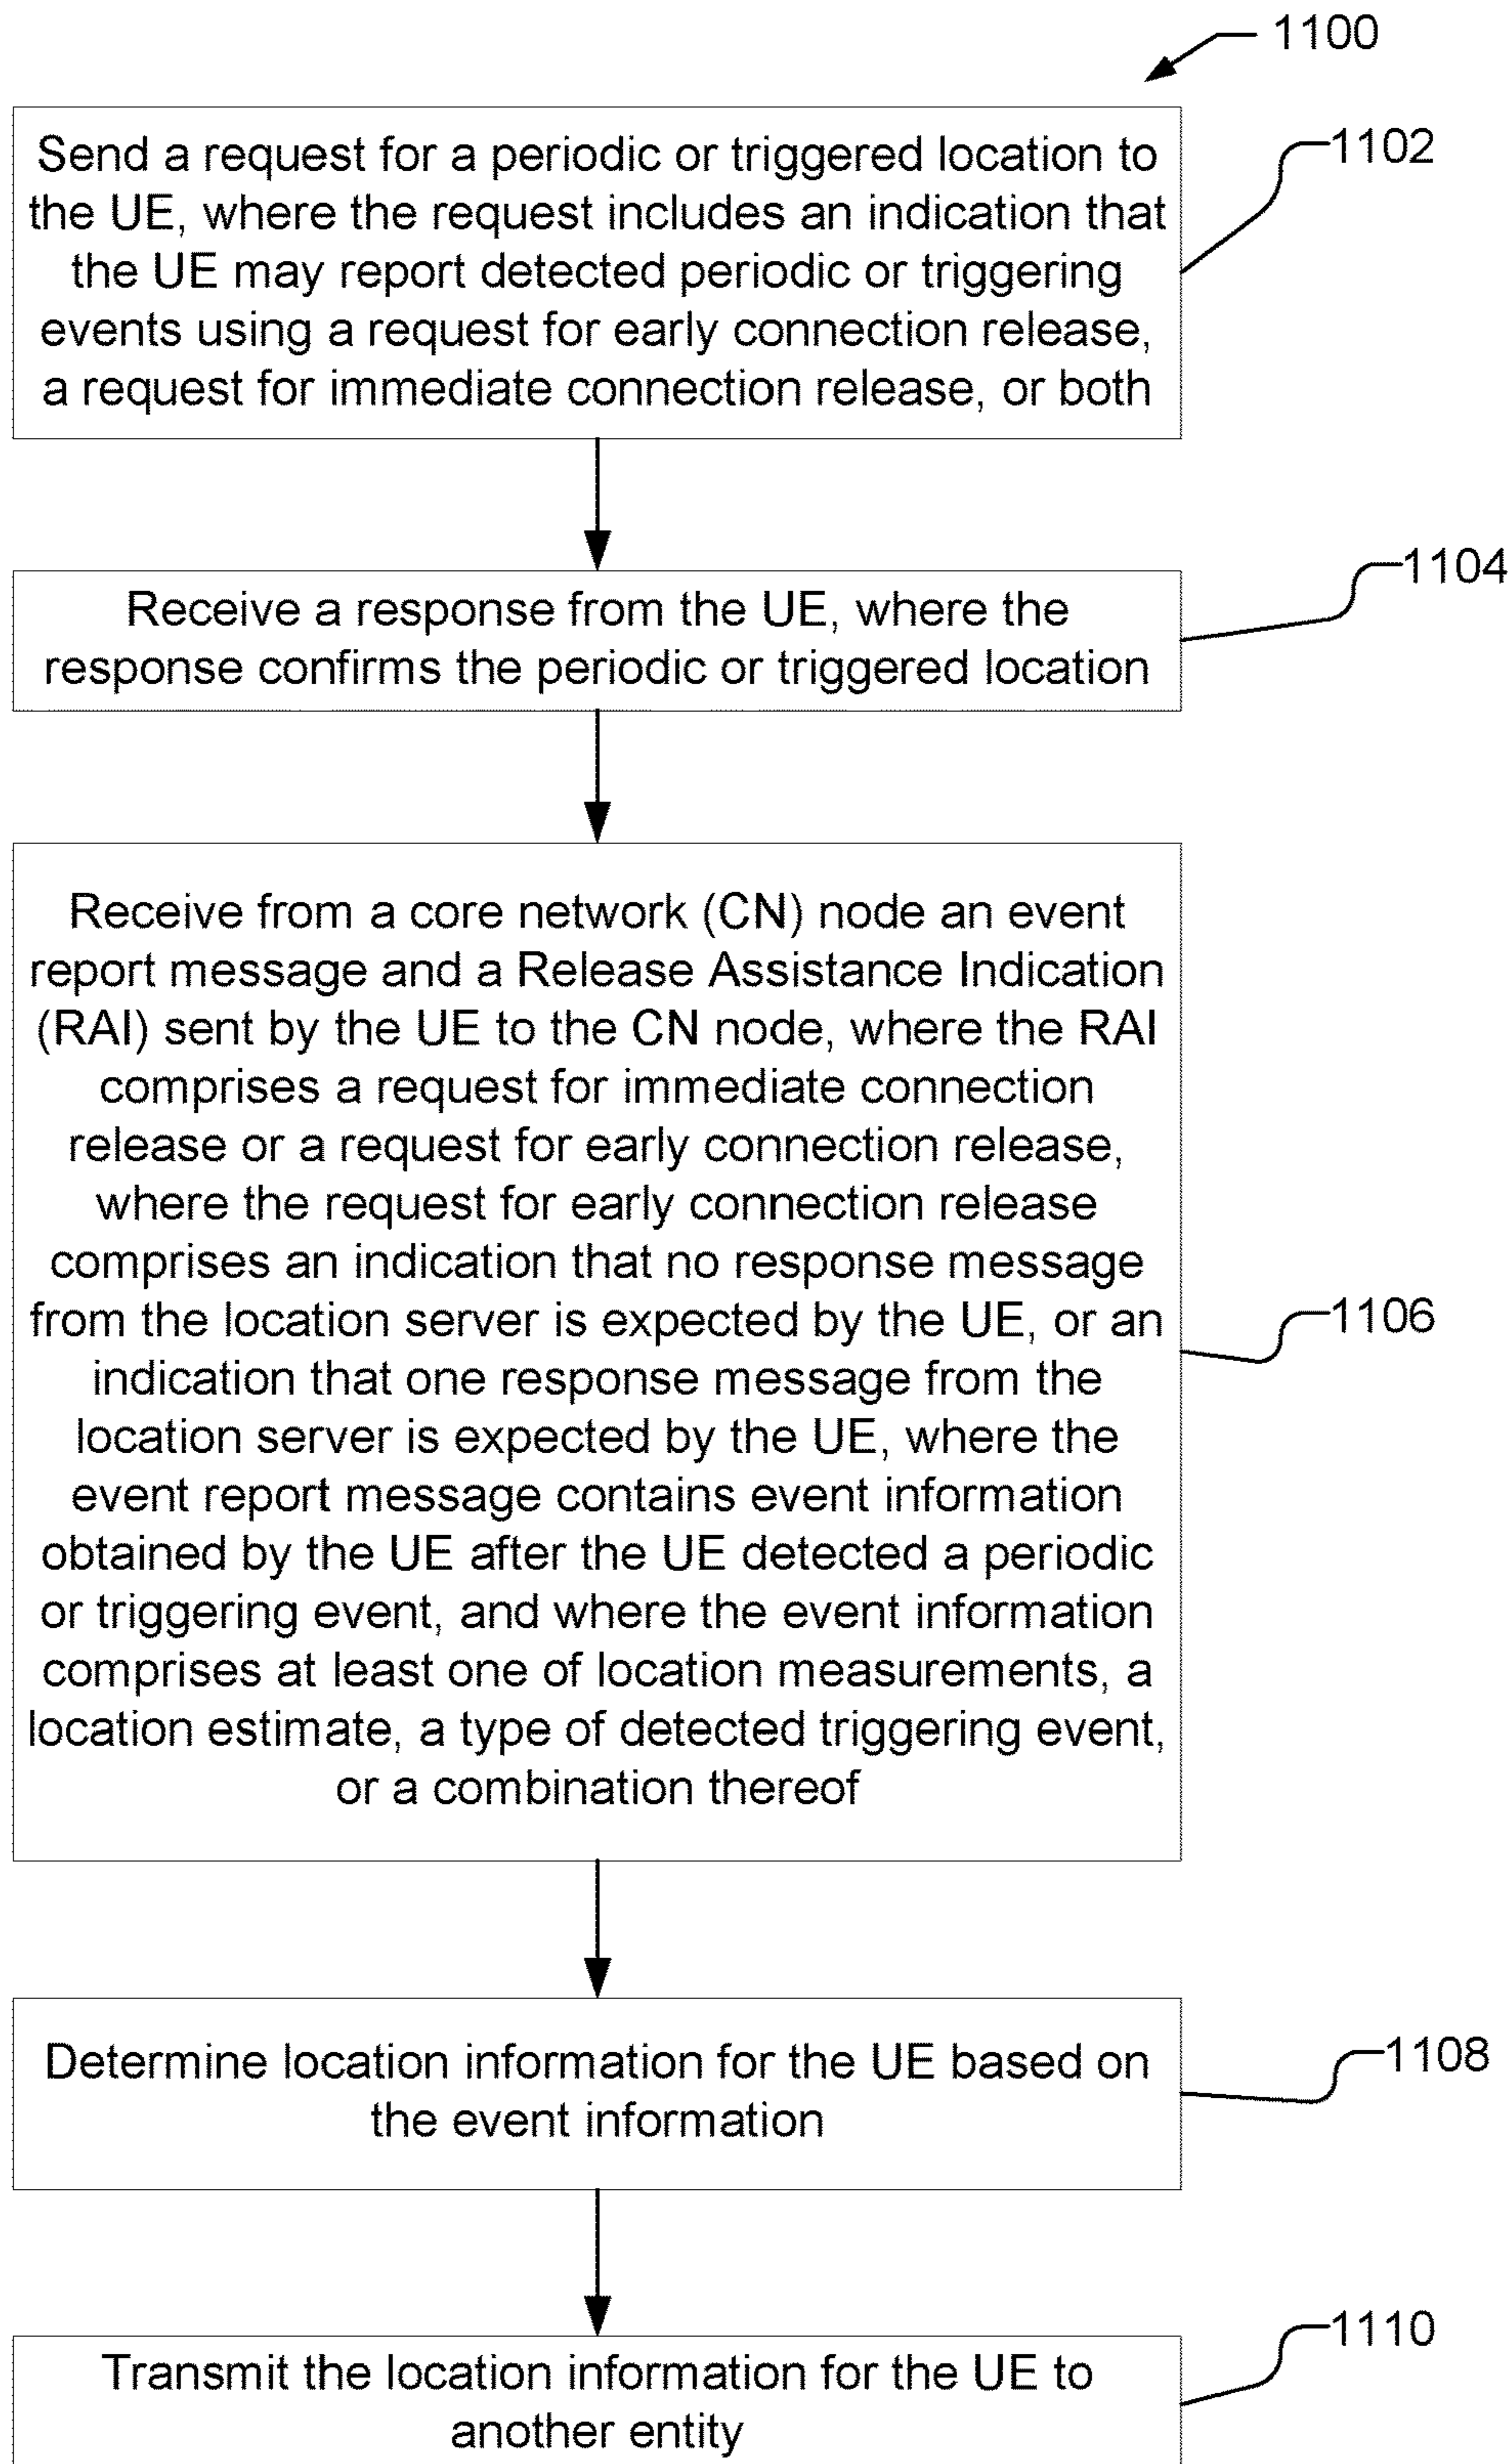 1100
Send a request for a periodic or triggered location to
the UE, where the request includes an indication that
the UE may report detected periodic or triggering
events using a request for early connection release,
a request for immediate connection release, or both
1102
Receive a response from the UE, where the
response confirms the periodic or triggered location
1104
Receive from a core network (CN) node an event
report message and a Release Assistance Indication
(RAI) sent by the UE to the CN node, where the RAI
comprises a request for immediate connection
release or a request for early connection release,
where the request for early connection release
comprises an indication that no response message
from the location server is expected by the UE, or an
indication that one response message from the
location server is expected by the UE, where the
event report message contains event information
obtained by the UE after the UE detected a periodic
or triggering event, and where the event information
comprises at least one of location measurements, a
location estimate, a type of detected triggering event,
or a combination thereof
1106
Determine location information for the UE based on
the event information
1108
Transmit the location information for the UE to
another entity
1110